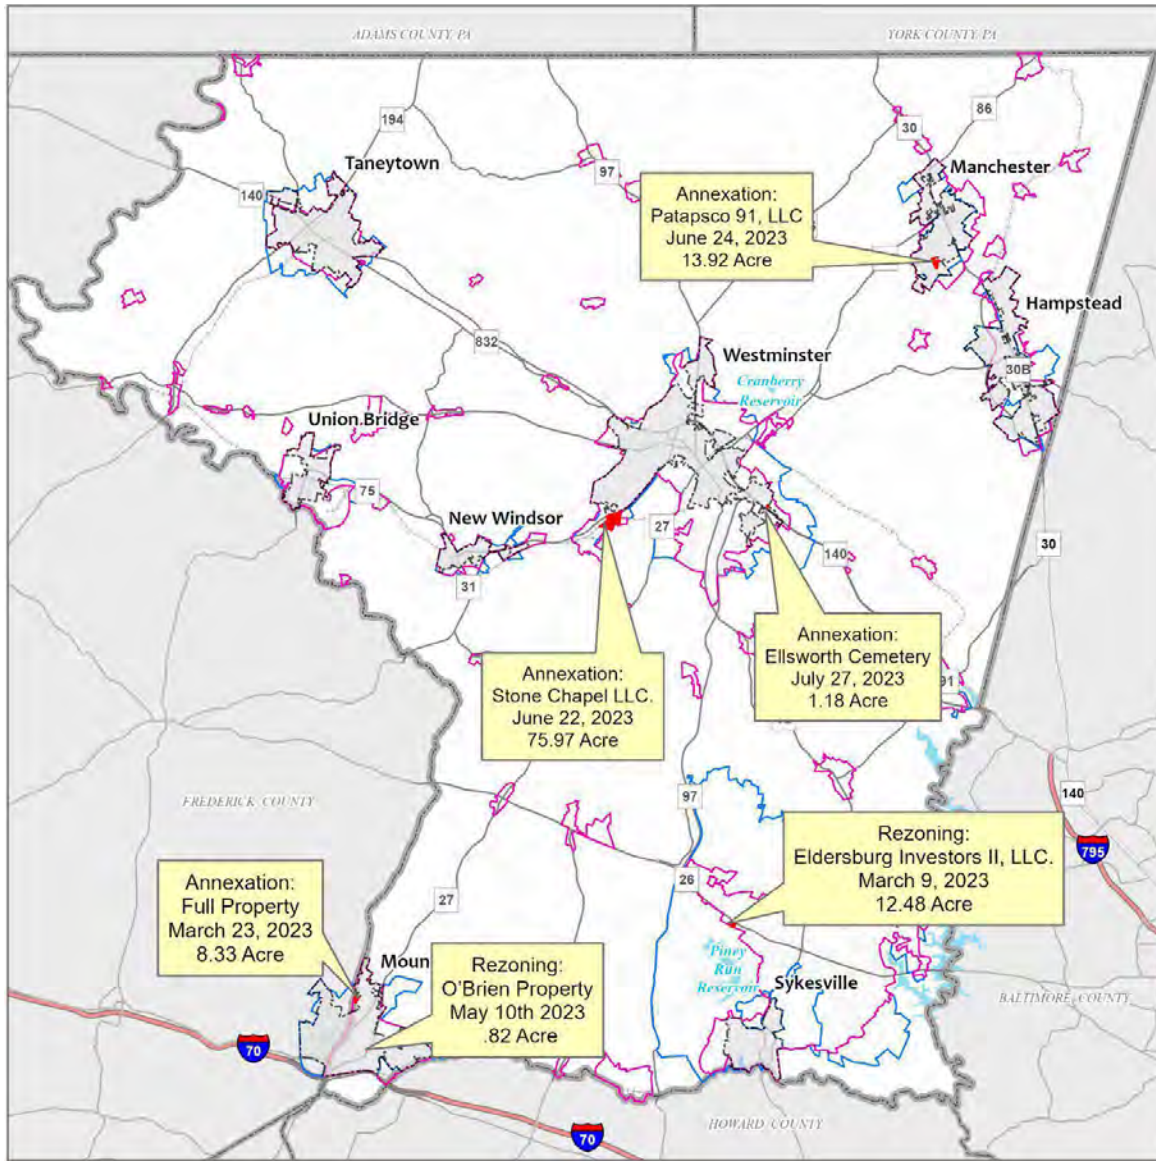 ADAMS COUNTY, PA
YORK COUNTY, PA
194
86
30
Taneytown
97
Manchester
140
Annexation:
Patapsco 91, LLC
June 24, 2023
13.92 Acre
Hampstead
832
Westminster
30B
Cranberry
Reservoir
Union Bridge
75
New Windsor
27
30
140
31
Annexation:
Ellsworth Cemetery
July 27, 2023
1.18 Acre
Annexation:
Stone Chapel LLC.
June 22, 2023
75.97 Acre
91
97
140
FREDERICK COUNTY
Rezoning:
Eldersburg Investors II, LLC.
March 9, 2023
12.48 Acre
795
26
Annexation:
Full Property
March 23, 2023
8.33 Acre
27
Moun
Rezoning:
O'Brien Property
May 10th 2023
.82 Acre
Piney
Run
Reservoir
Sykesville
BALTIMORE COUNTY
70
HOWARD COUNTY
70